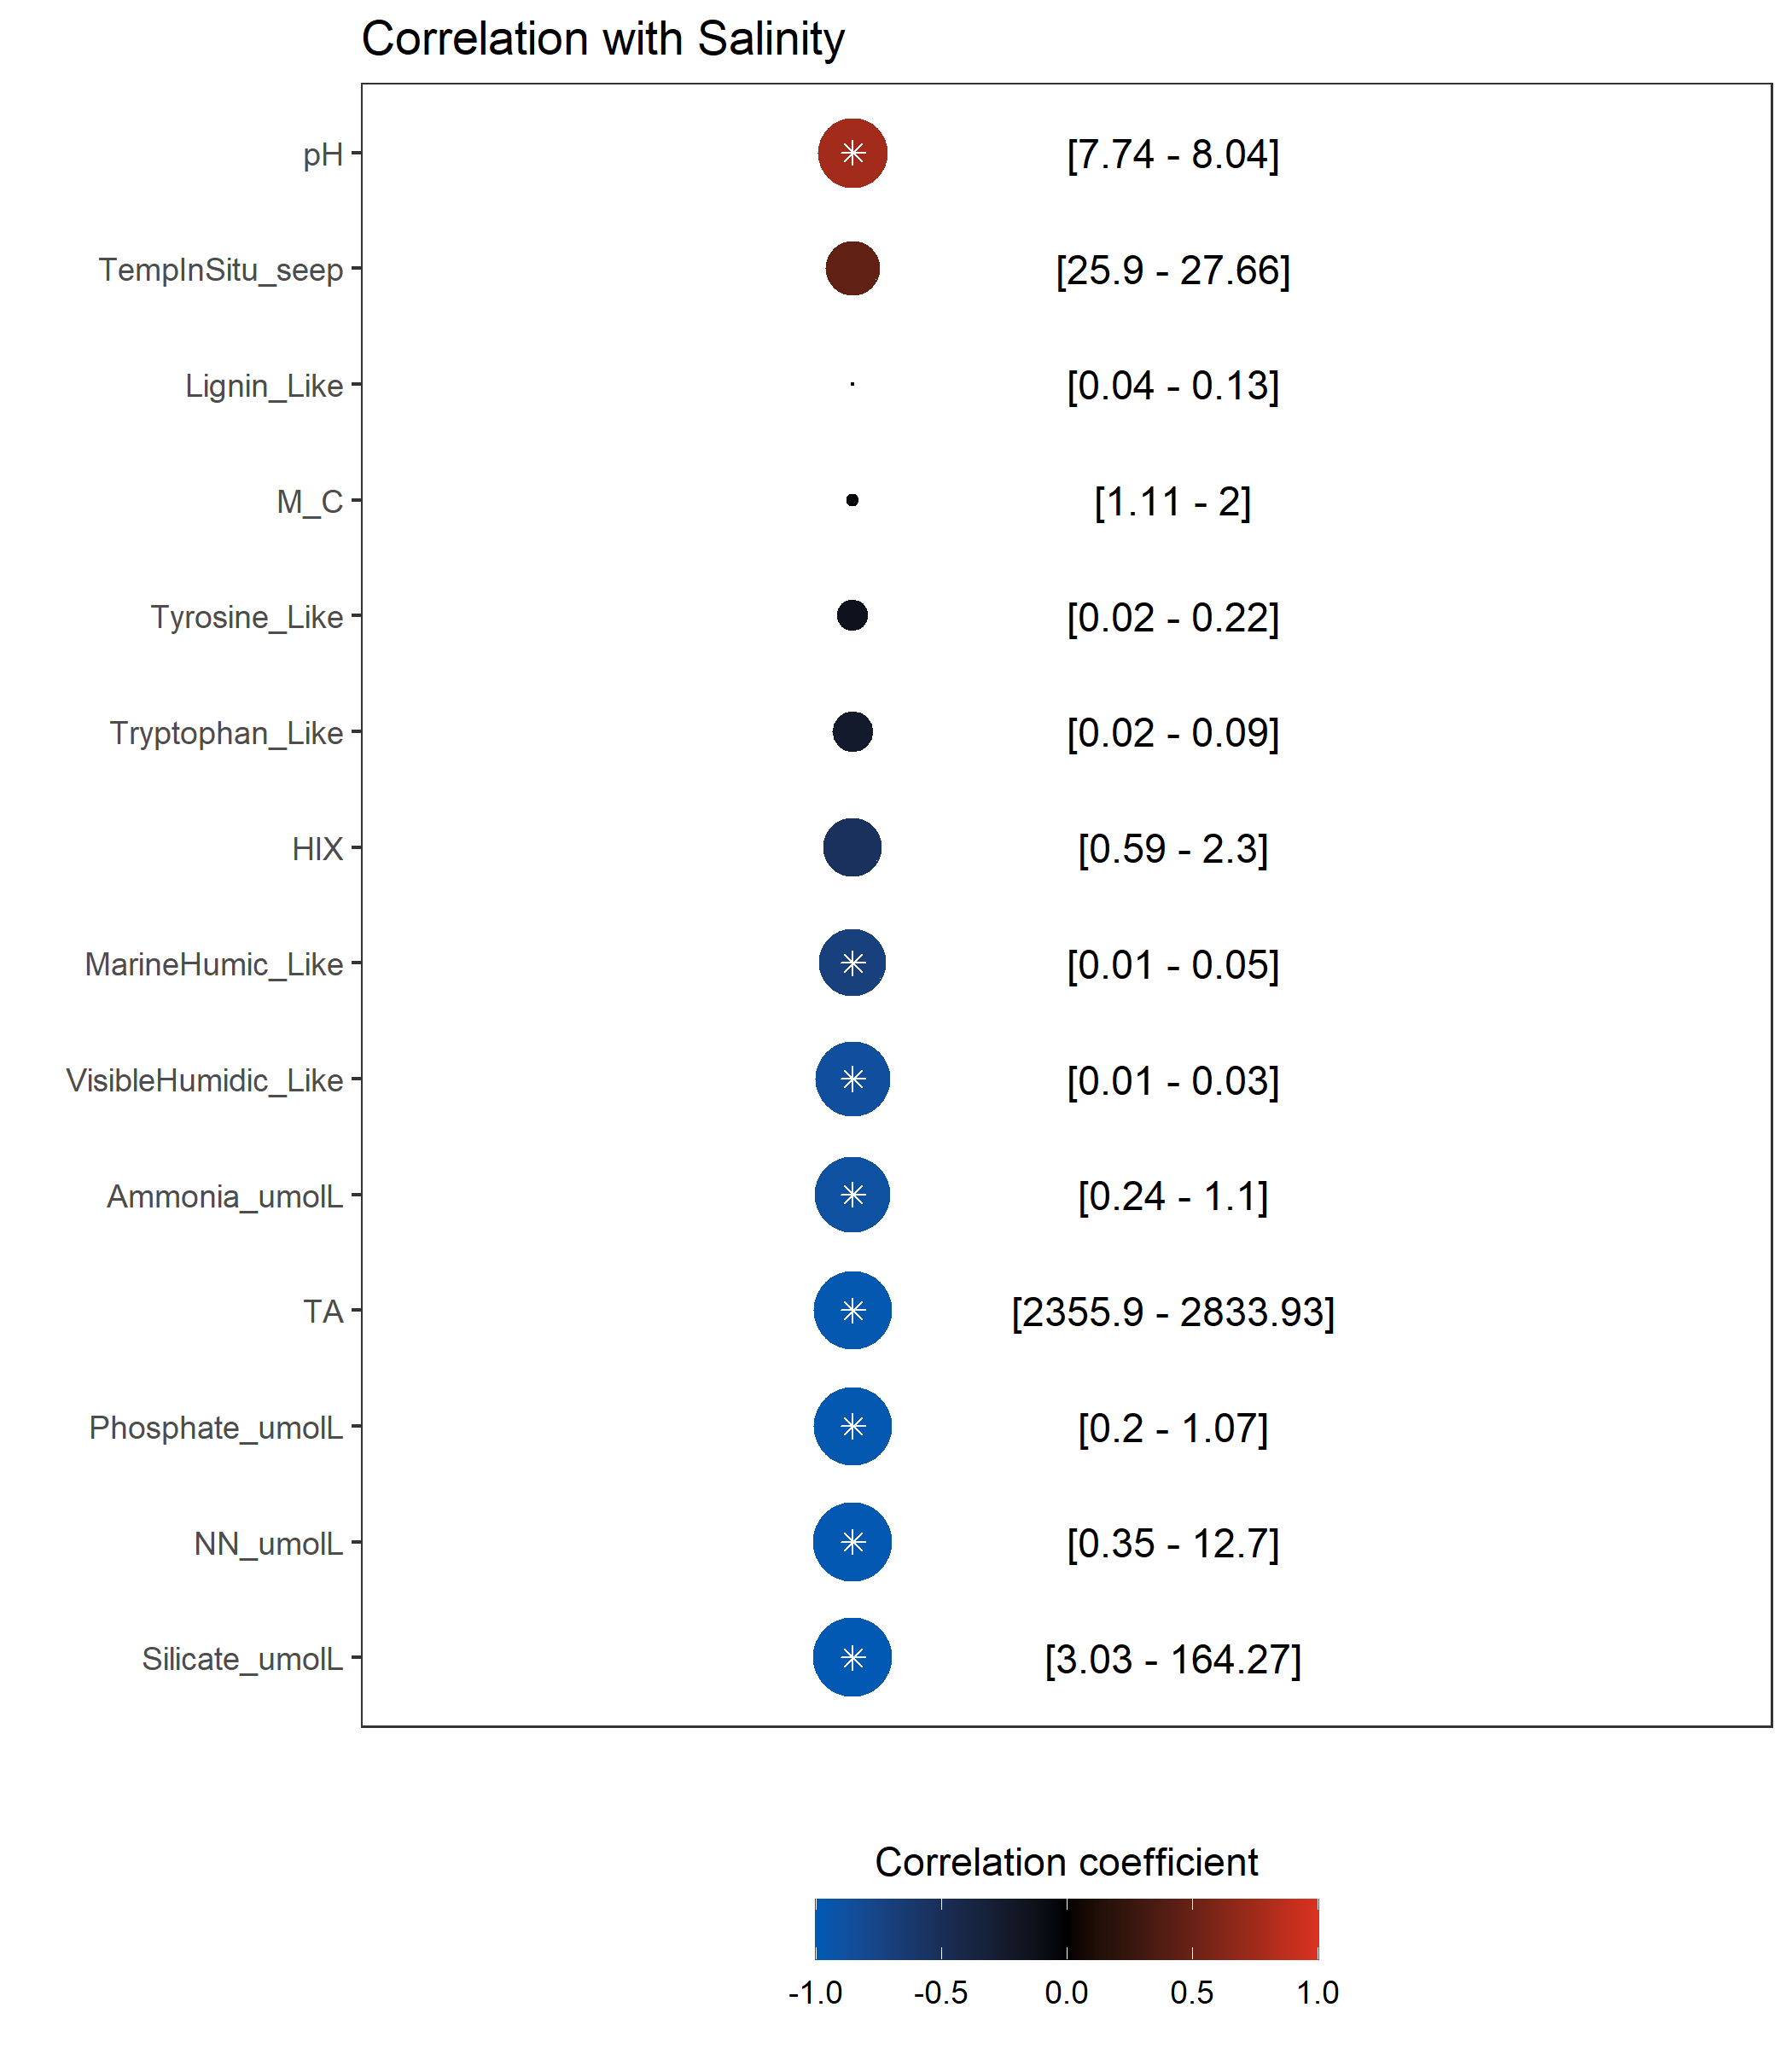 Correlation with Salinity
pH [7.74 - 8.04]
TempInSitu_seep [25.9 - 27.66]
Lignin_Like [0.04 - 0.13]
M_C [1.11 - 2]
Tyrosine_Like [0.02 - 0.22]
Tryptophan_Like [0.02 - 0.09]
HIX [0.59 - 2.3]
MarineHumic_Like [0.01 - 0.05]
VisibleHumidic_Like [0.01 - 0.03]
Ammonia_umolL [0.24 - 1.1]
TA [2355.9 - 2833.93]
Phosphate_umolL [0.2 - 1.07]
NN_umolL [0.35 - 12.7]
Silicate_umolL [3.03 - 164.27]
Correlation coefficient
-1.0 -0.5 0.0 0.5 1.0